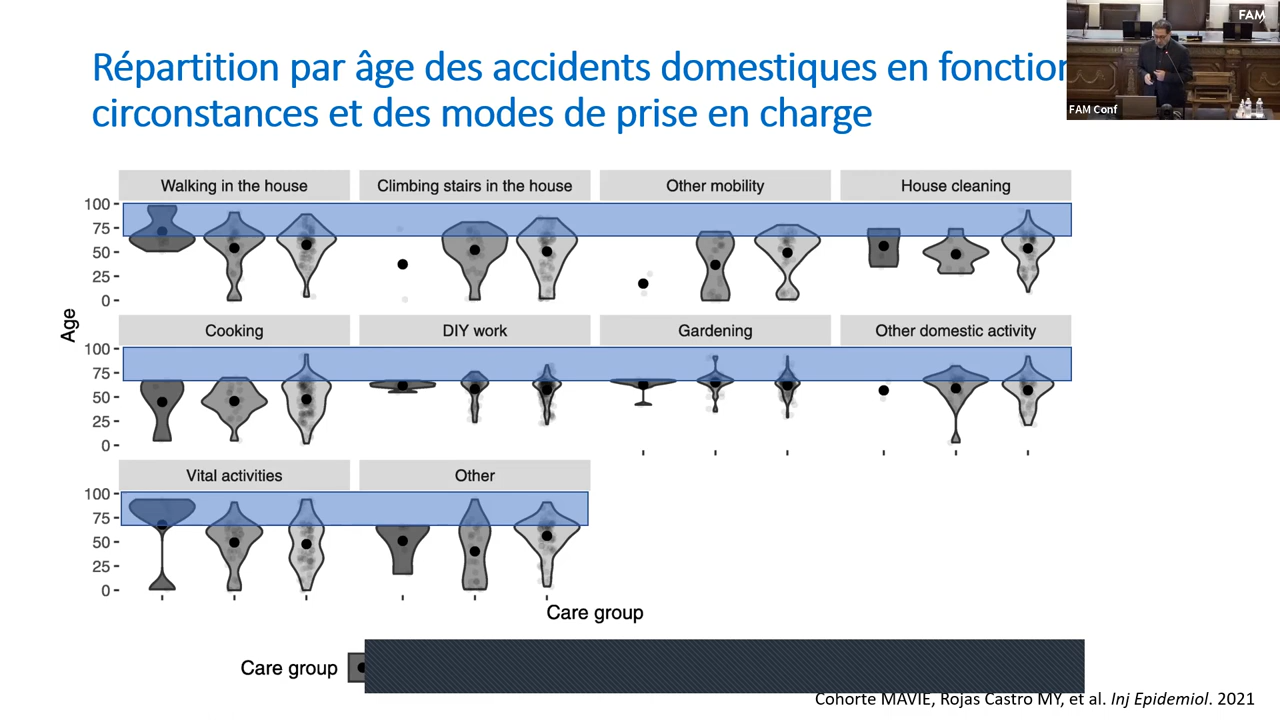 FAM
FAM Conf
Répartition par âge des accidents domestiques en fonction
circonstances et des modes de prise en charge
Walking in the house
Climbing stairs in the house
Other mobility
House cleaning
100
75
50
25
0
Age
Cooking
DIY work
Gardening
Other domestic activity
100
75
50
25
0
Vital activities
Other
100
75
50
25
0
Care group
Care group
Cohorte MAVIE, Rojas Castro MY, et al. Inj Epidemiol. 2021